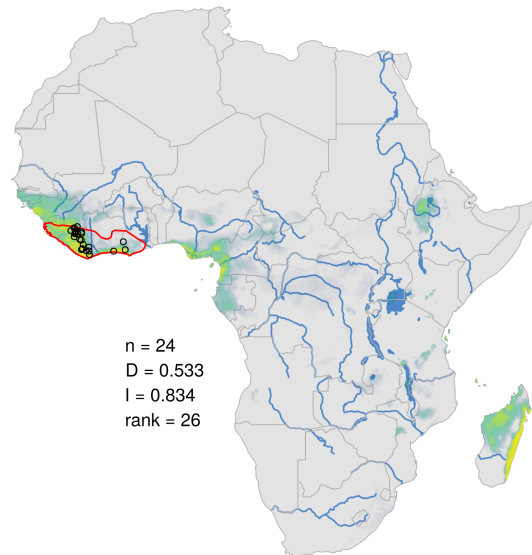 n = 24
D = 0.533
I = 0.834
rank = 26